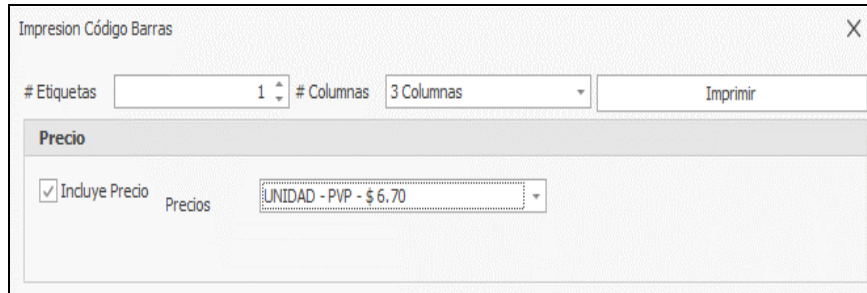 Impresion Código Barras
# Etiquetas 1 # Columnas 3 Columnas Imprimir
Precio
Incluye Precio Precios UNIDAD - PVP - $ 6.70